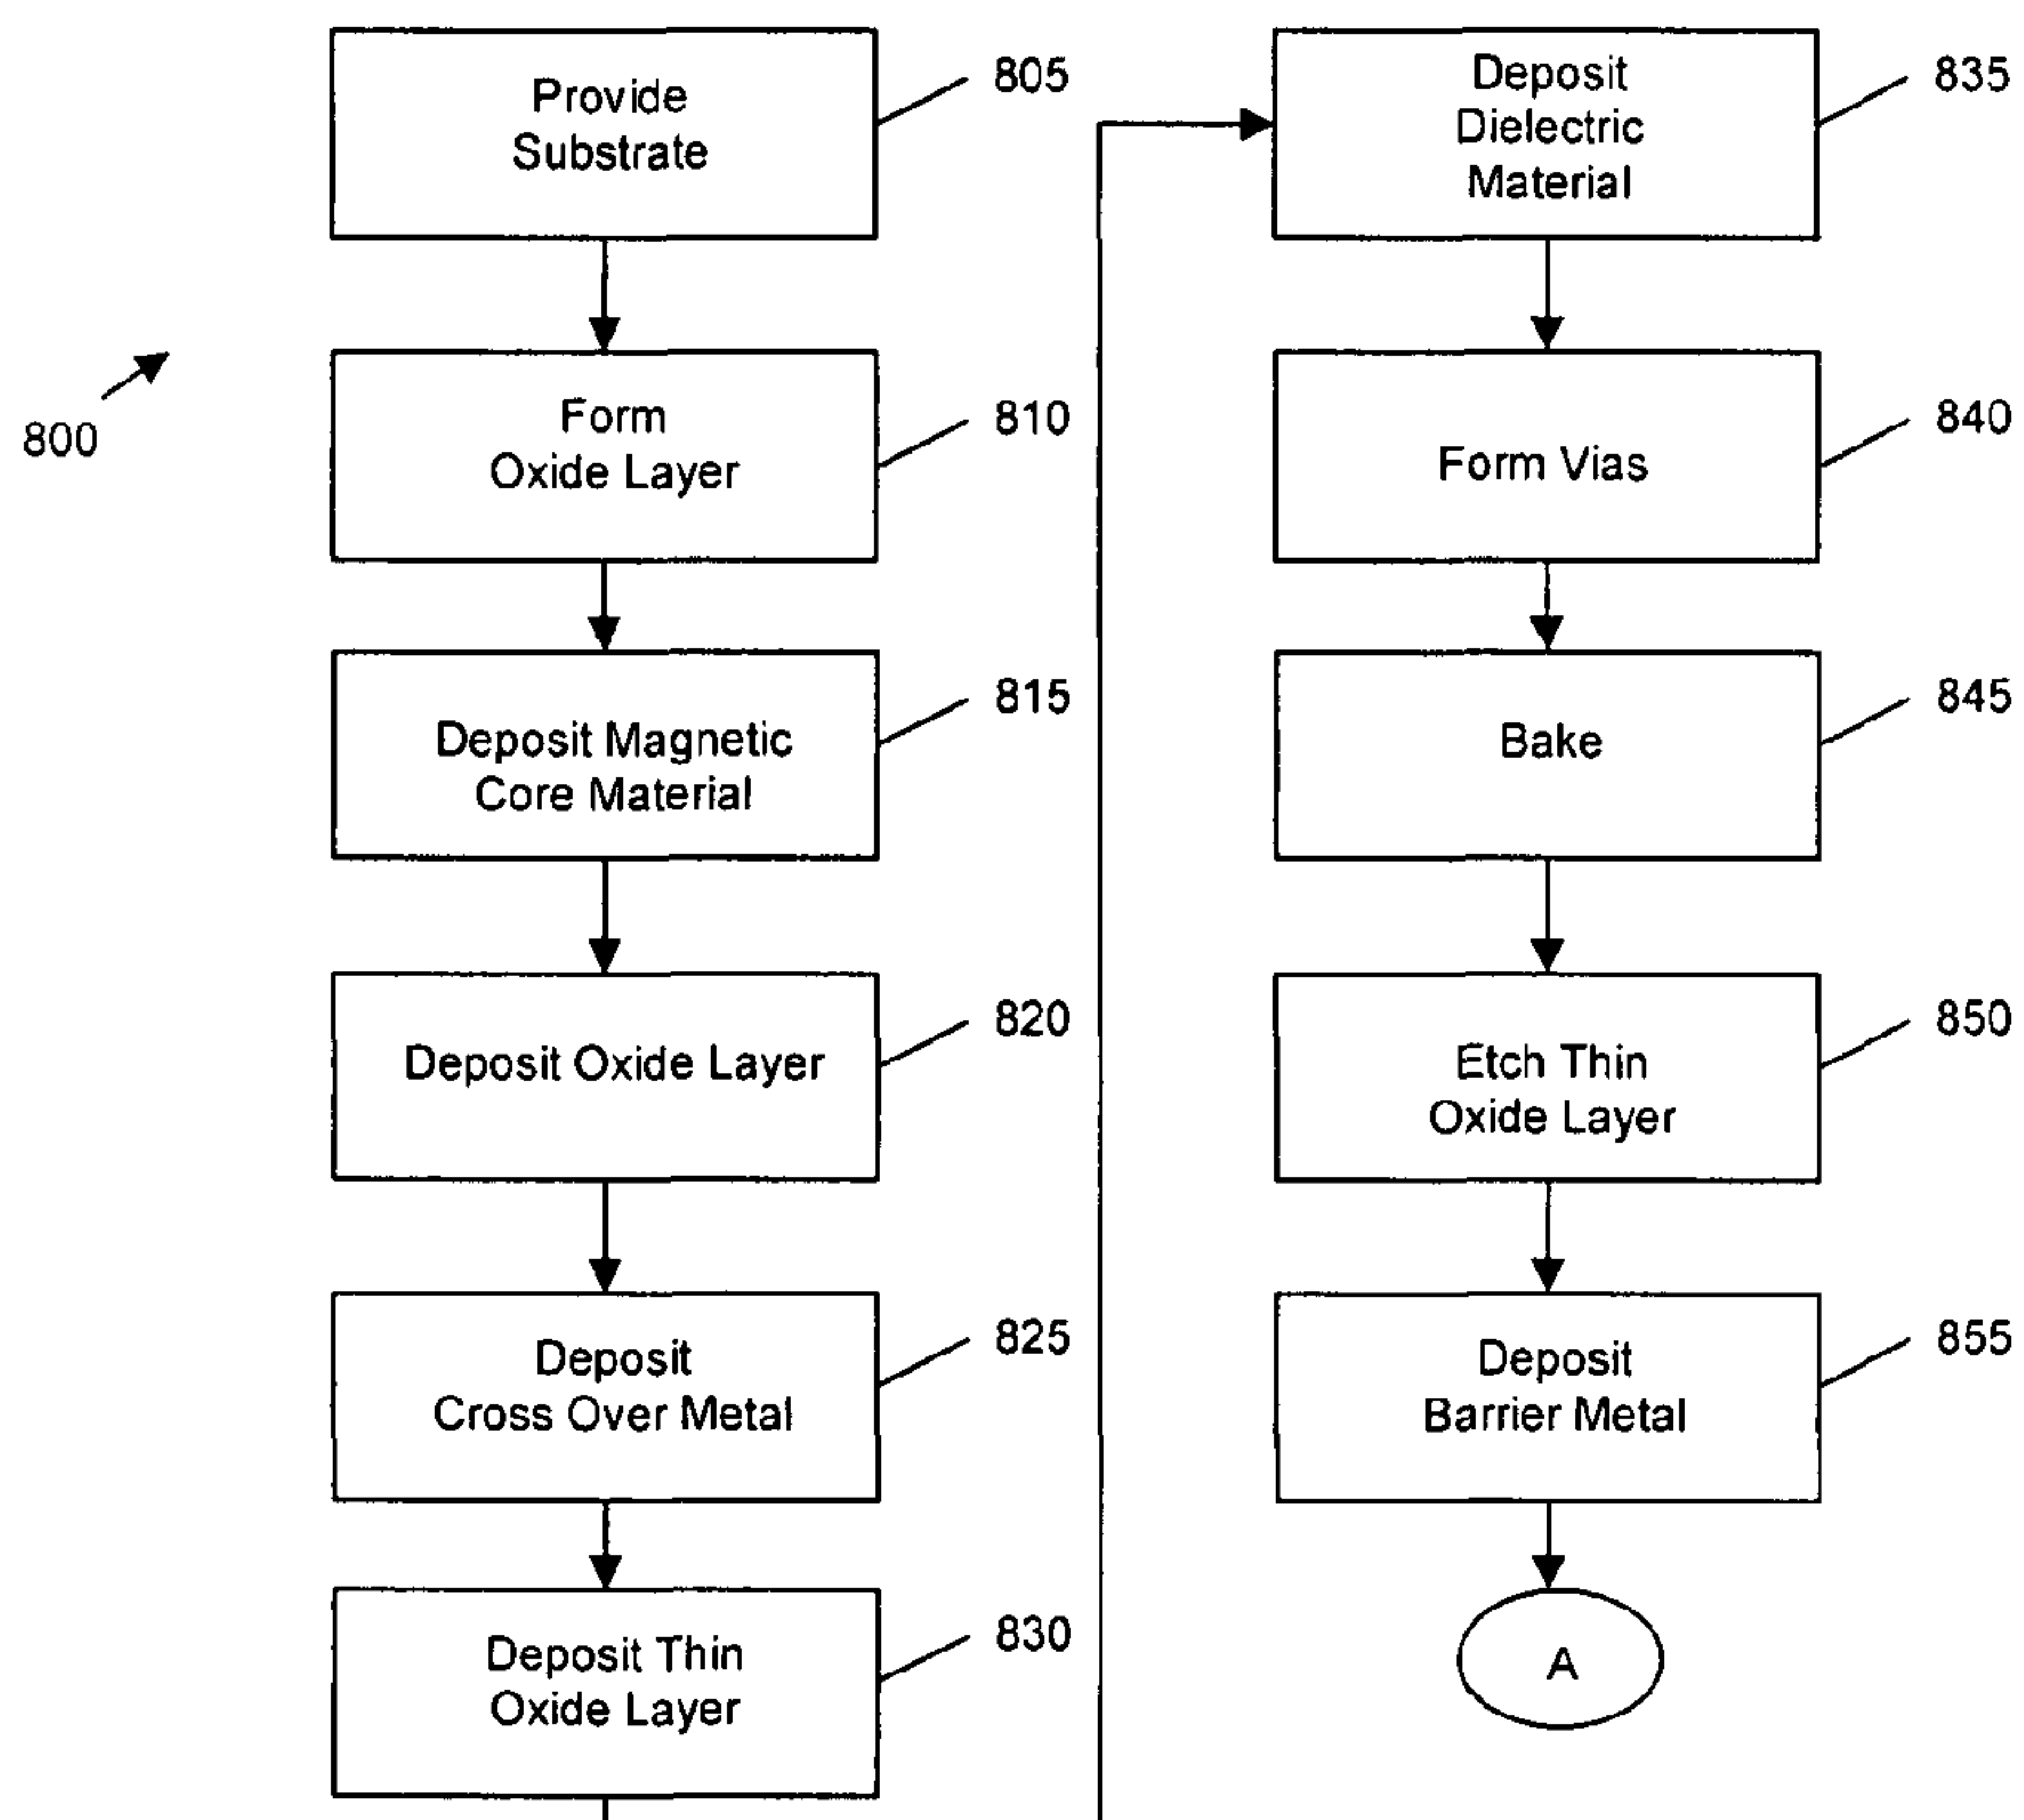 Provide
Substrate
805
800
Form
Oxide Layer
810
Deposit Magnetic
Core Material
815
Deposit Oxide Layer
820
Deposit
Cross Over Metal
825
Deposit Thin
Oxide Layer
830
Deposit
Dielectric
Material
835
Form Vias
840
Bake
845
Etch Thin
Oxide Layer
850
Deposit
Barrier Metal
855
A